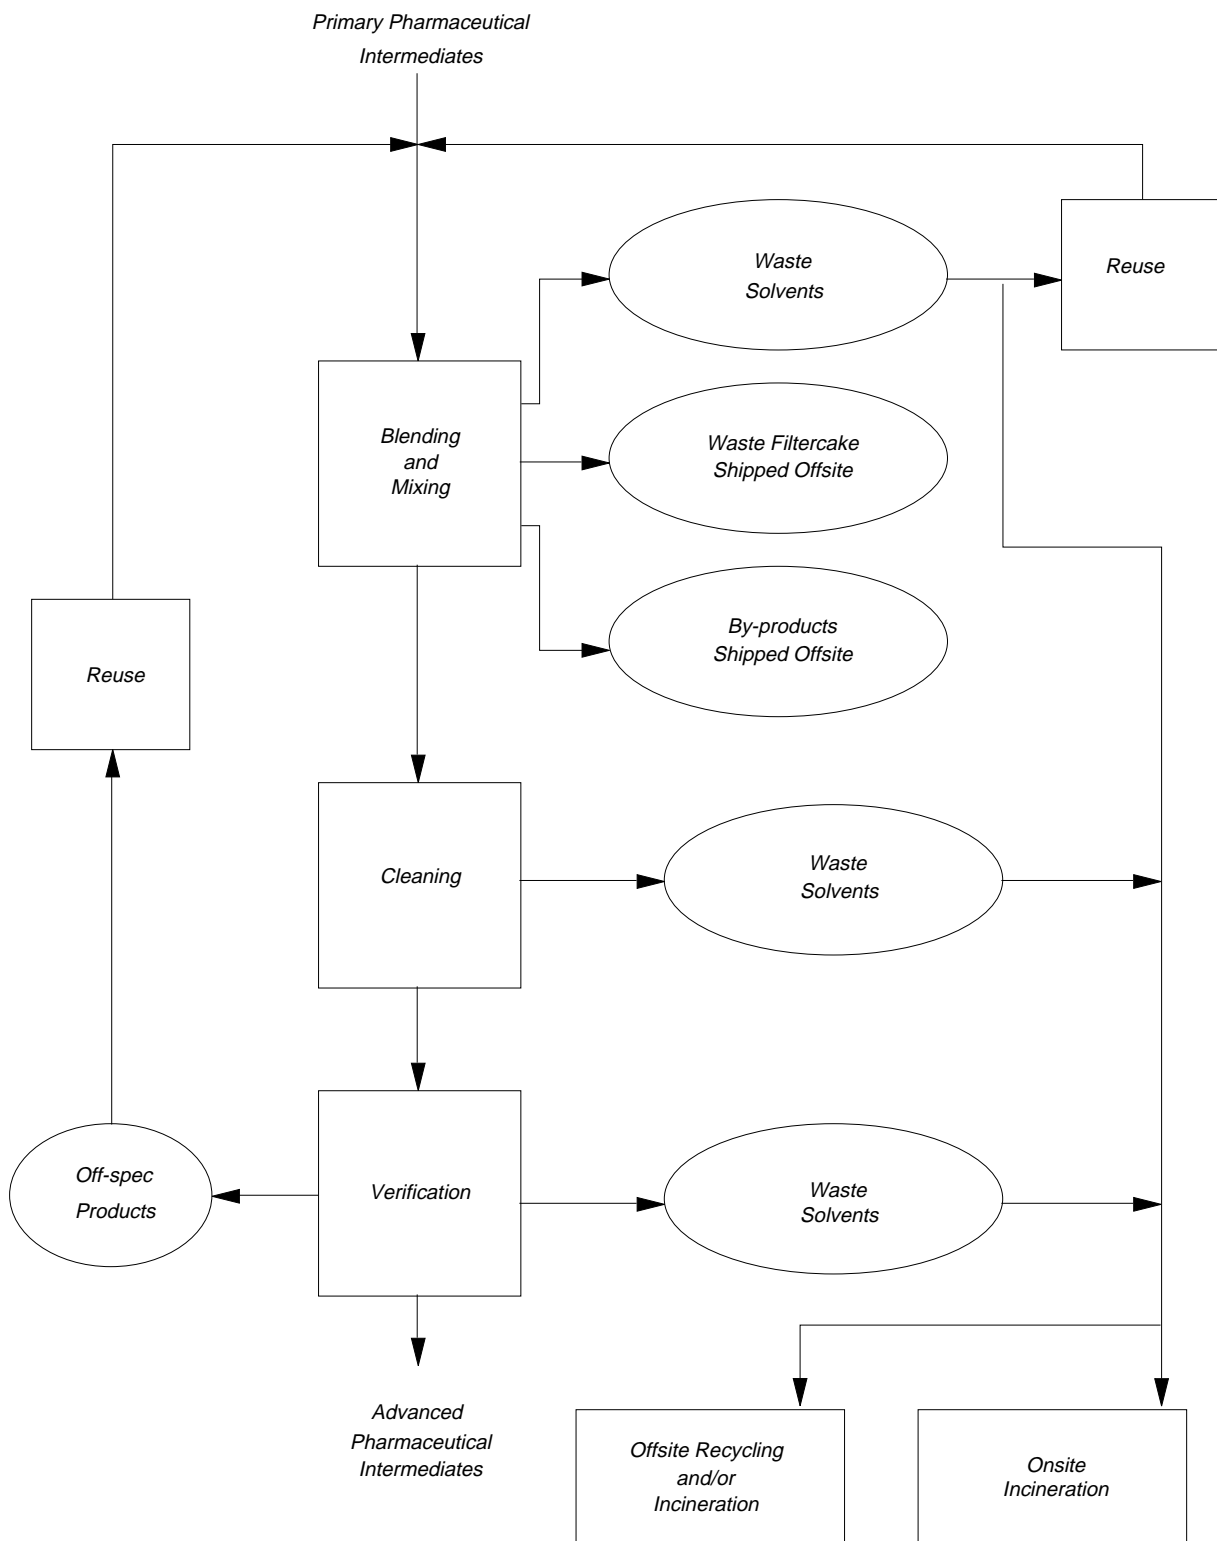 Primary Pharmaceutical
Intermediates
Waste
Solvents
Reuse
Blending
and
Mixing
Waste Filtercake
Shipped Offsite
By-products
Shipped Offsite
Reuse
Cleaning
Waste
Solvents
Off-spec
Products
Verification
Waste
Solvents
Advanced
Pharmaceutical
Intermediates
Offsite Recycling
and/or
Incineration
Onsite
Incineration